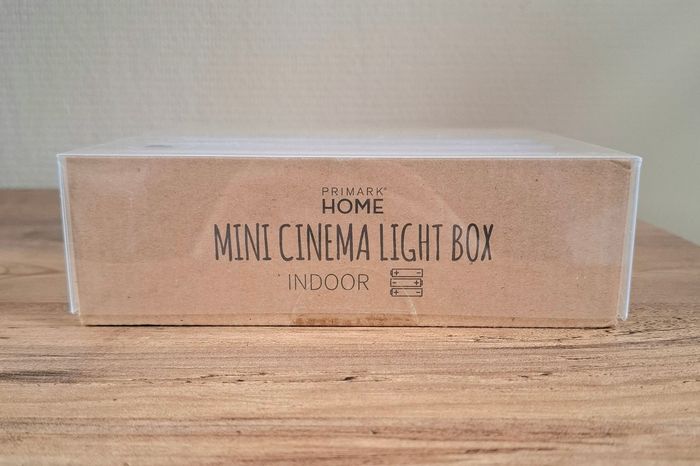 PRIMARK®
HOME
MINI CINEMA LIGHT BOX
INDOOR